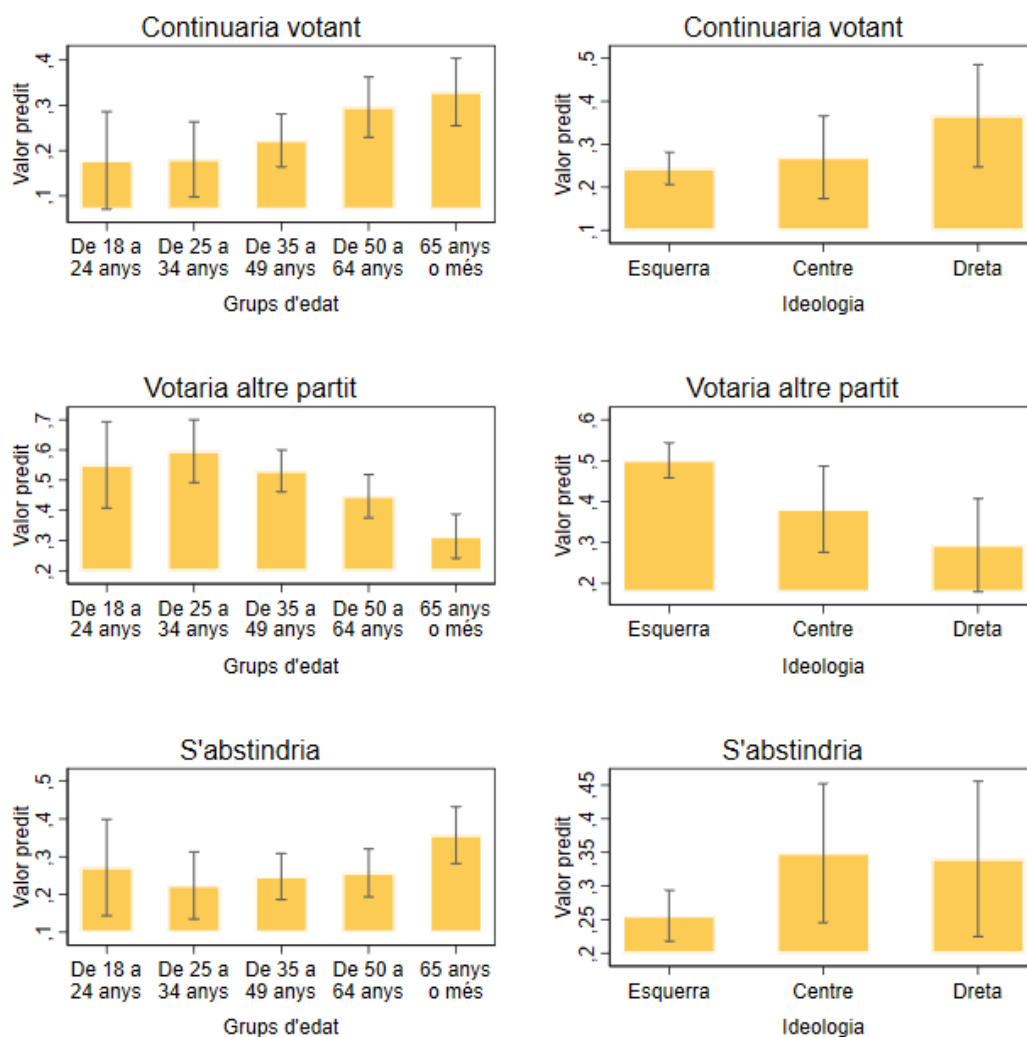 Continuaria votant
Valor predit
,4
,3
,2
,1
De 18 a De 25 a De 35 a De 50 a 65 anys
24 anys 34 anys 49 anys 64 anys o més
Grups d'edat
Continuaria votant
Valor predit
,5
,4
,3
,2
,1
Esquerra Centre Dreta
Ideologia
Votaria altre partit
Valor predit
,7
,6
,5
,4
,3
,2
De 18 a De 25 a De 35 a De 50 a 65 anys
24 anys 34 anys 49 anys 64 anys o més
Grups d'edat
Votaria altre partit
Valor predit
,6
,5
,4
,3
,2
Esquerra Centre Dreta
Ideologia
S'abstindria
Valor predit
,5
,4
,3
,2
,1
De 18 a De 25 a De 35 a De 50 a 65 anys
24 anys 34 anys 49 anys 64 anys o més
Grups d'edat
S'abstindria
Valor predit
,45
,4
,35
,3
,25
,2
Esquerra Centre Dreta
Ideologia